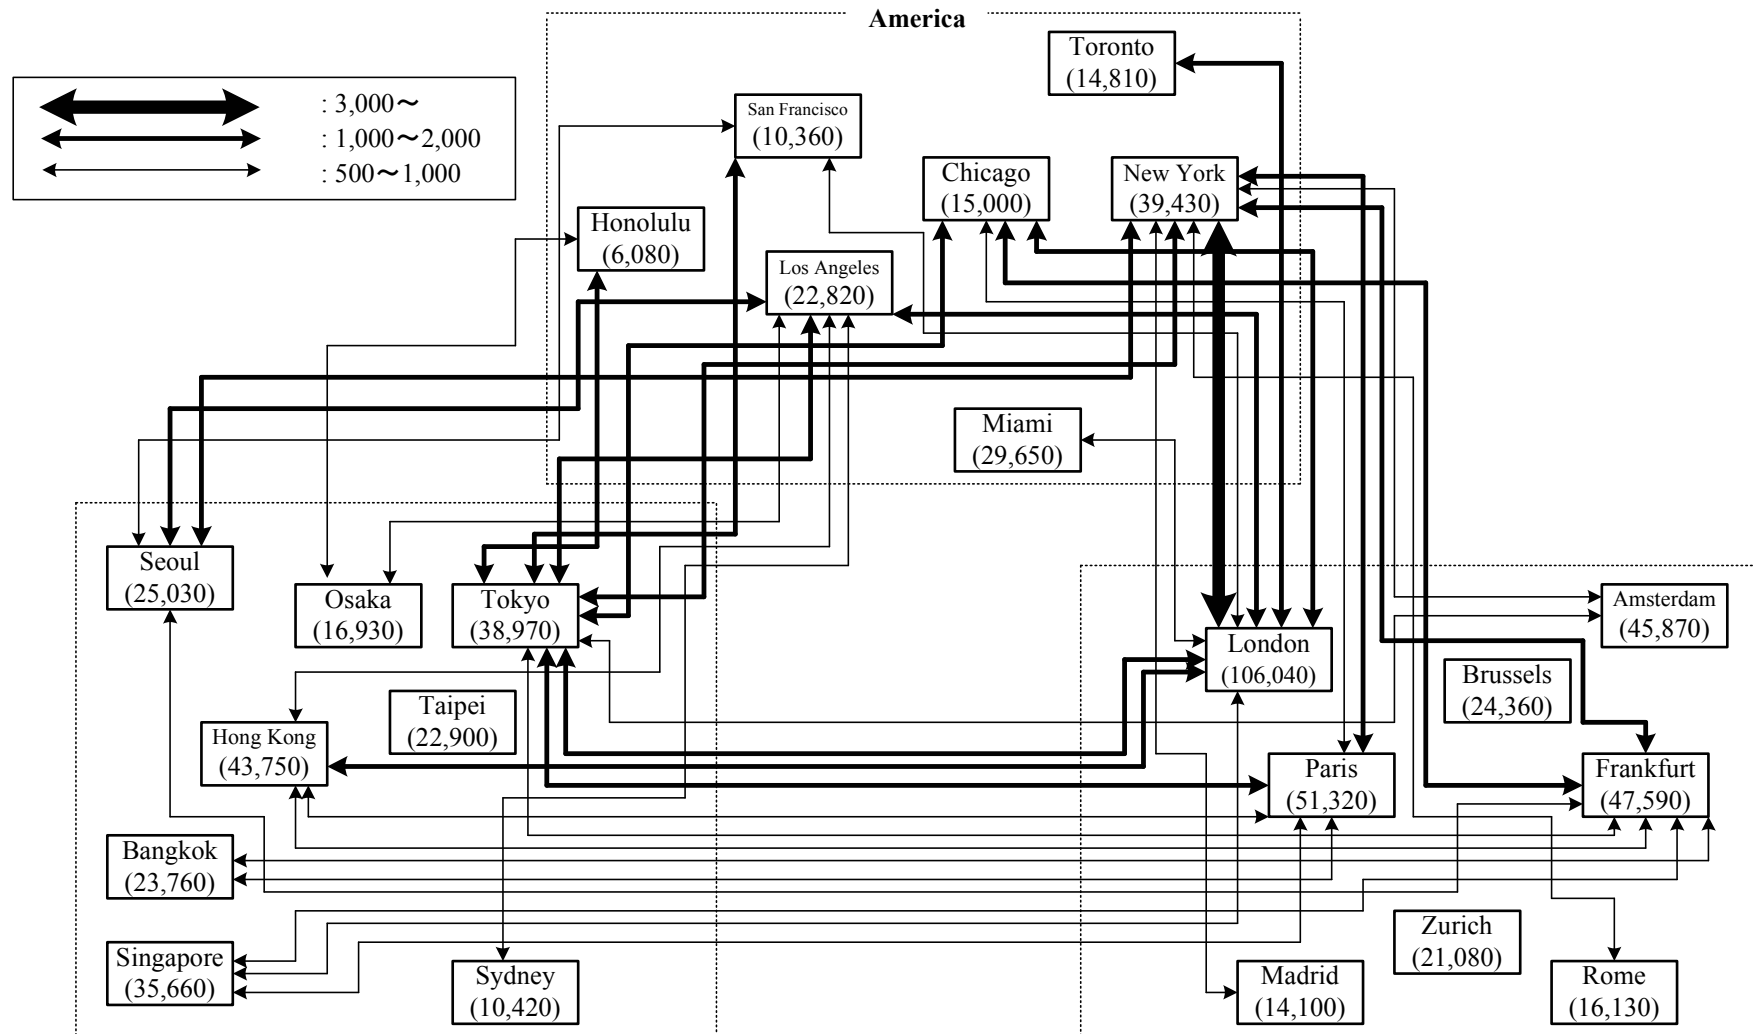 America
Toronto
(14,810)
: 3,000～
: 1,000～2,000
: 500～1,000
San Francisco
(10,360)
Chicago
(15,000)
New York
(39,430)
Honolulu
(6,080)
Los Angeles
(22,820)
Miami
(29,650)
Seoul
(25,030)
Osaka
(16,930)
Tokyo
(38,970)
Amsterdam
(45,870)
London
(106,040)
Brussels
(24,360)
Taipei
(22,900)
Hong Kong
(43,750)
Paris
(51,320)
Frankfurt
(47,590)
Bangkok
(23,760)
Zurich
(21,080)
Singapore
(35,660)
Sydney
(10,420)
Madrid
(14,100)
Rome
(16,130)